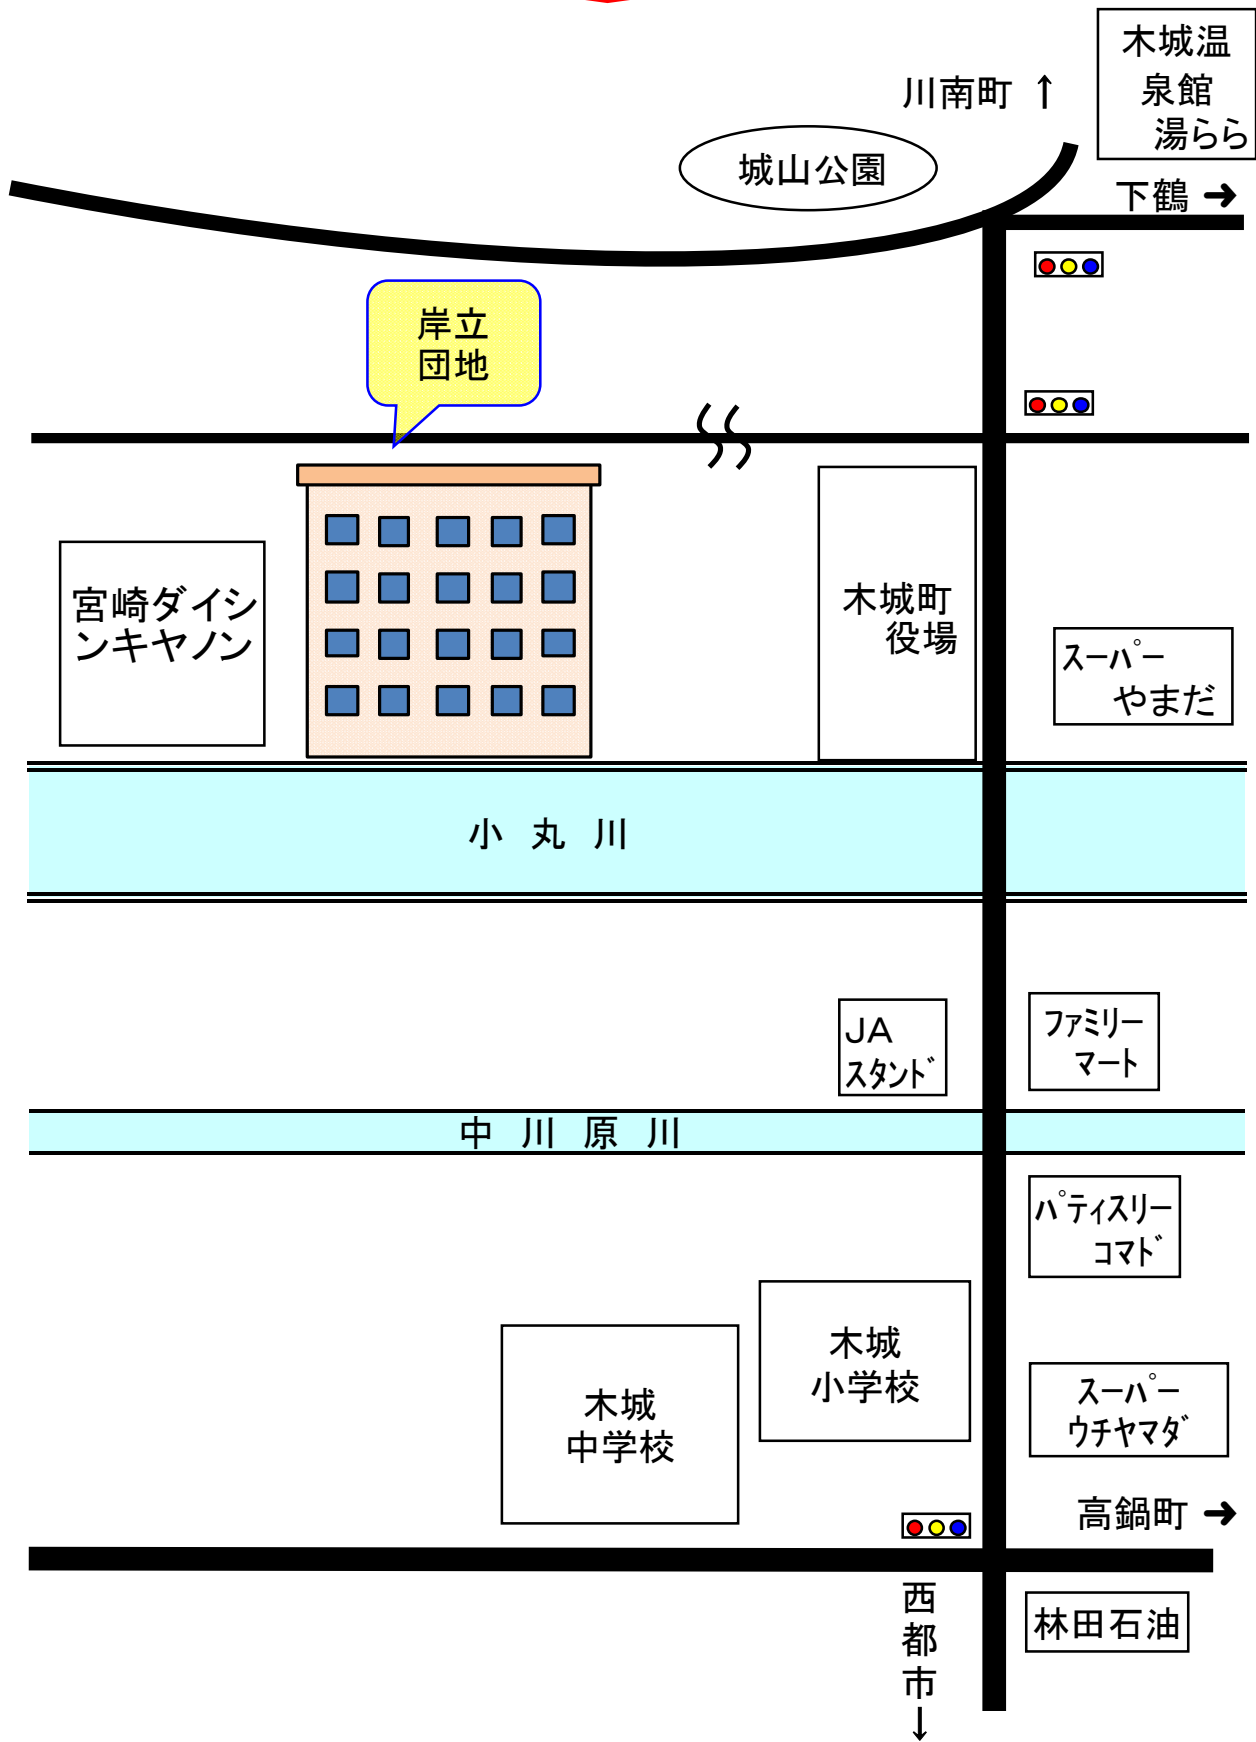 木城温
泉館
湯らら
川南町 ↑
城山公園
下鶴 ➜
岸立
団地
宮崎ダイシ
ンキヤノン
木城町
役場
スーパー
やまだ
小 丸 川
JA
スタンド
ファミリー
マート
中 川 原 川
パティスリー
コマド
木城
小学校
木城
中学校
スーパー
ウチヤマダ
高鍋町 ➜
西
都
市
↓
林田石油